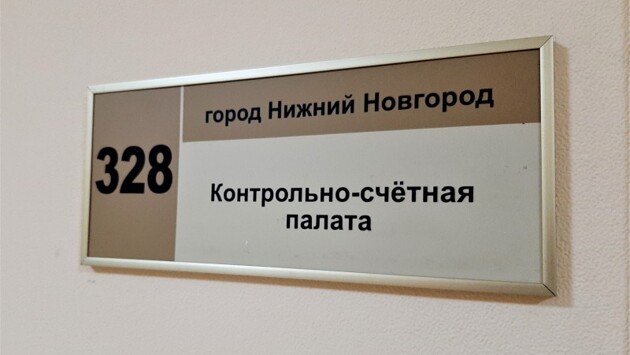 328
город Нижний Новгород
Контрольно-счётная
палата